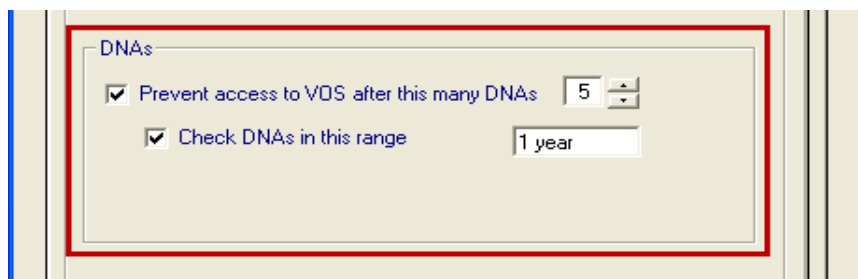 DNAs
Prevent access to VOS after this many DNAs 5
Check DNAs in this range 1 year